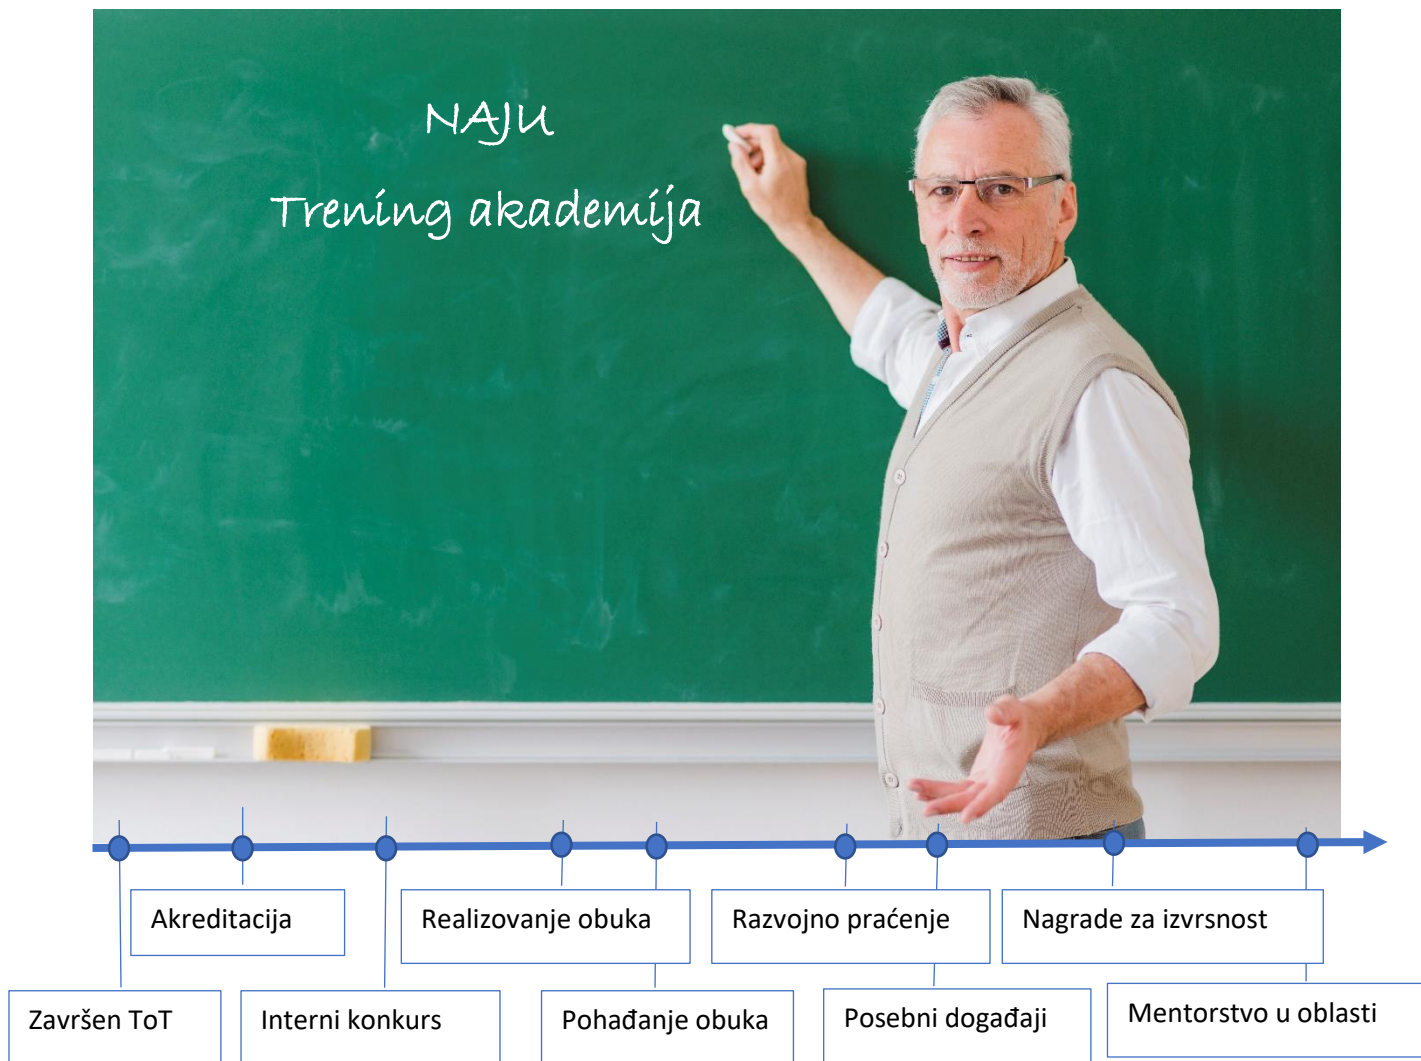 NAJU
Trening akademija
Akreditacija
Realizovanje obuka
Razvojno praćenje
Nagrade za izvrsnost
Završen ToT
Interni konkurs
Pohađanje obuka
Posebni događaji
Mentorstvo u oblasti